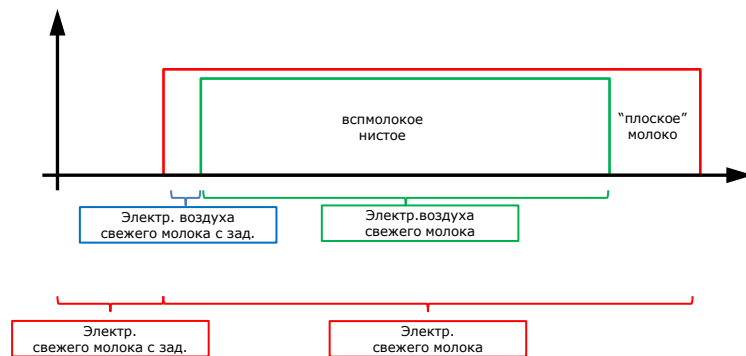 вспмолокое
нистое
“плоское”
молоко
Электр. воздуха
свежего молока с зад.
Электр.воздуха
свежего молока
Электр.
свежего молока с зад.
Электр.
свежего молока